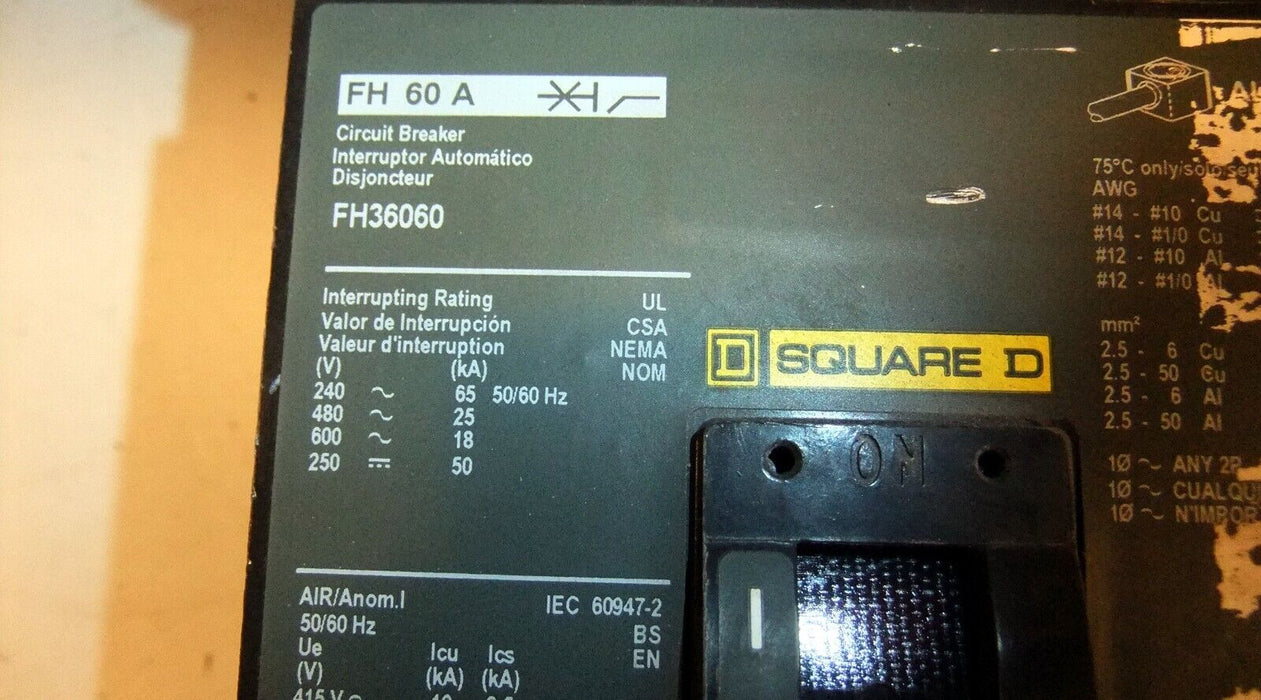 FH 60 A
Circuit Breaker
Interruptor Automático
Disjoncteur
FH36060
Interrupting Rating UL
Valor de Interrupción CSA
Valeur d'interruption NEMA
(V) (kA) NOM
240 ~ 65 50/60 Hz
480 ~ 25
600 ~ 18
250 ⎓ 50
AIR/Anom.I IEC 60947-2
50/60 Hz BS
Ue Icu Ics EN
(V) (kA) (kA)
415 V
D SQUARE D
ON
75°C only/solo/seu
AWG
#14 - #10 Cu
#14 - #1/0 Cu
#12 - #10 Al
#12 - #1/0 Al
mm²
2.5 - 6 Cu
2.5 - 50 Cu
2.5 - 6 Al
2.5 - 50 Al
1Ø ~ ANY 2P
1Ø ~ CUALQU
1Ø ~ N'IMPOR